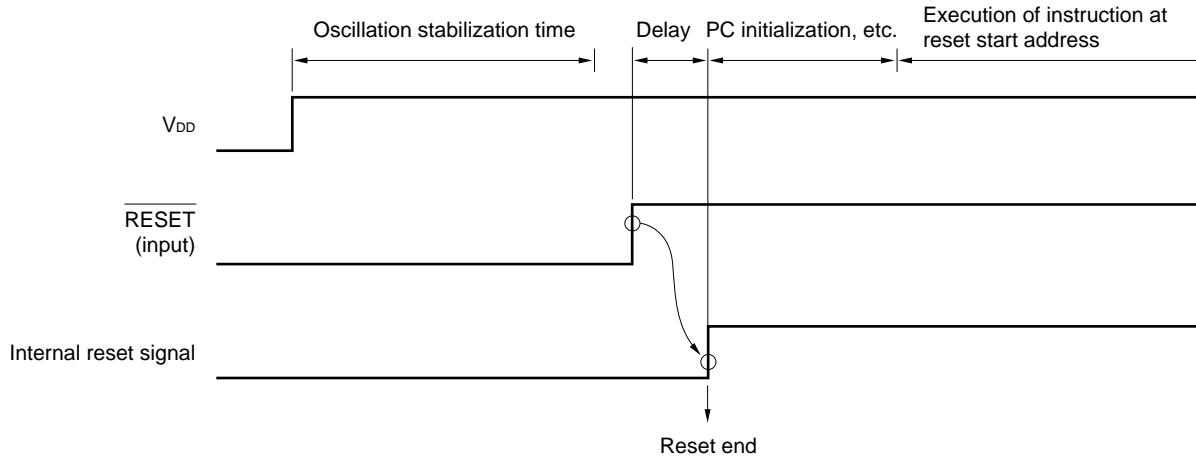 Oscillation stabilization time
Delay
PC initialization, etc.
Execution of instruction at
reset start address
VDD
RESET
(input)
Internal reset signal
Reset end